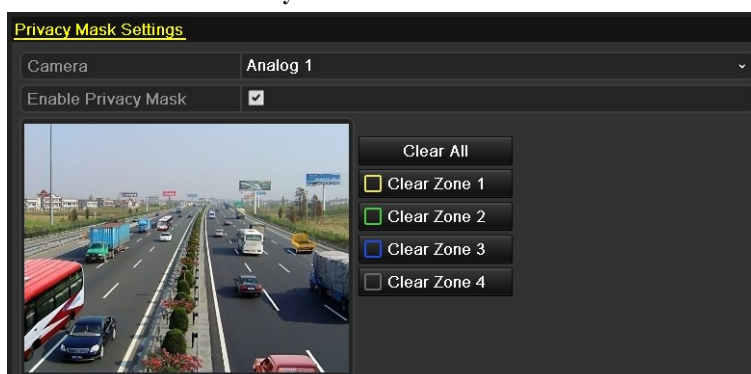 Privacy Mask Settings
Camera Analog 1
Enable Privacy Mask
Clear All
Clear Zone 1
Clear Zone 2
Clear Zone 3
Clear Zone 4